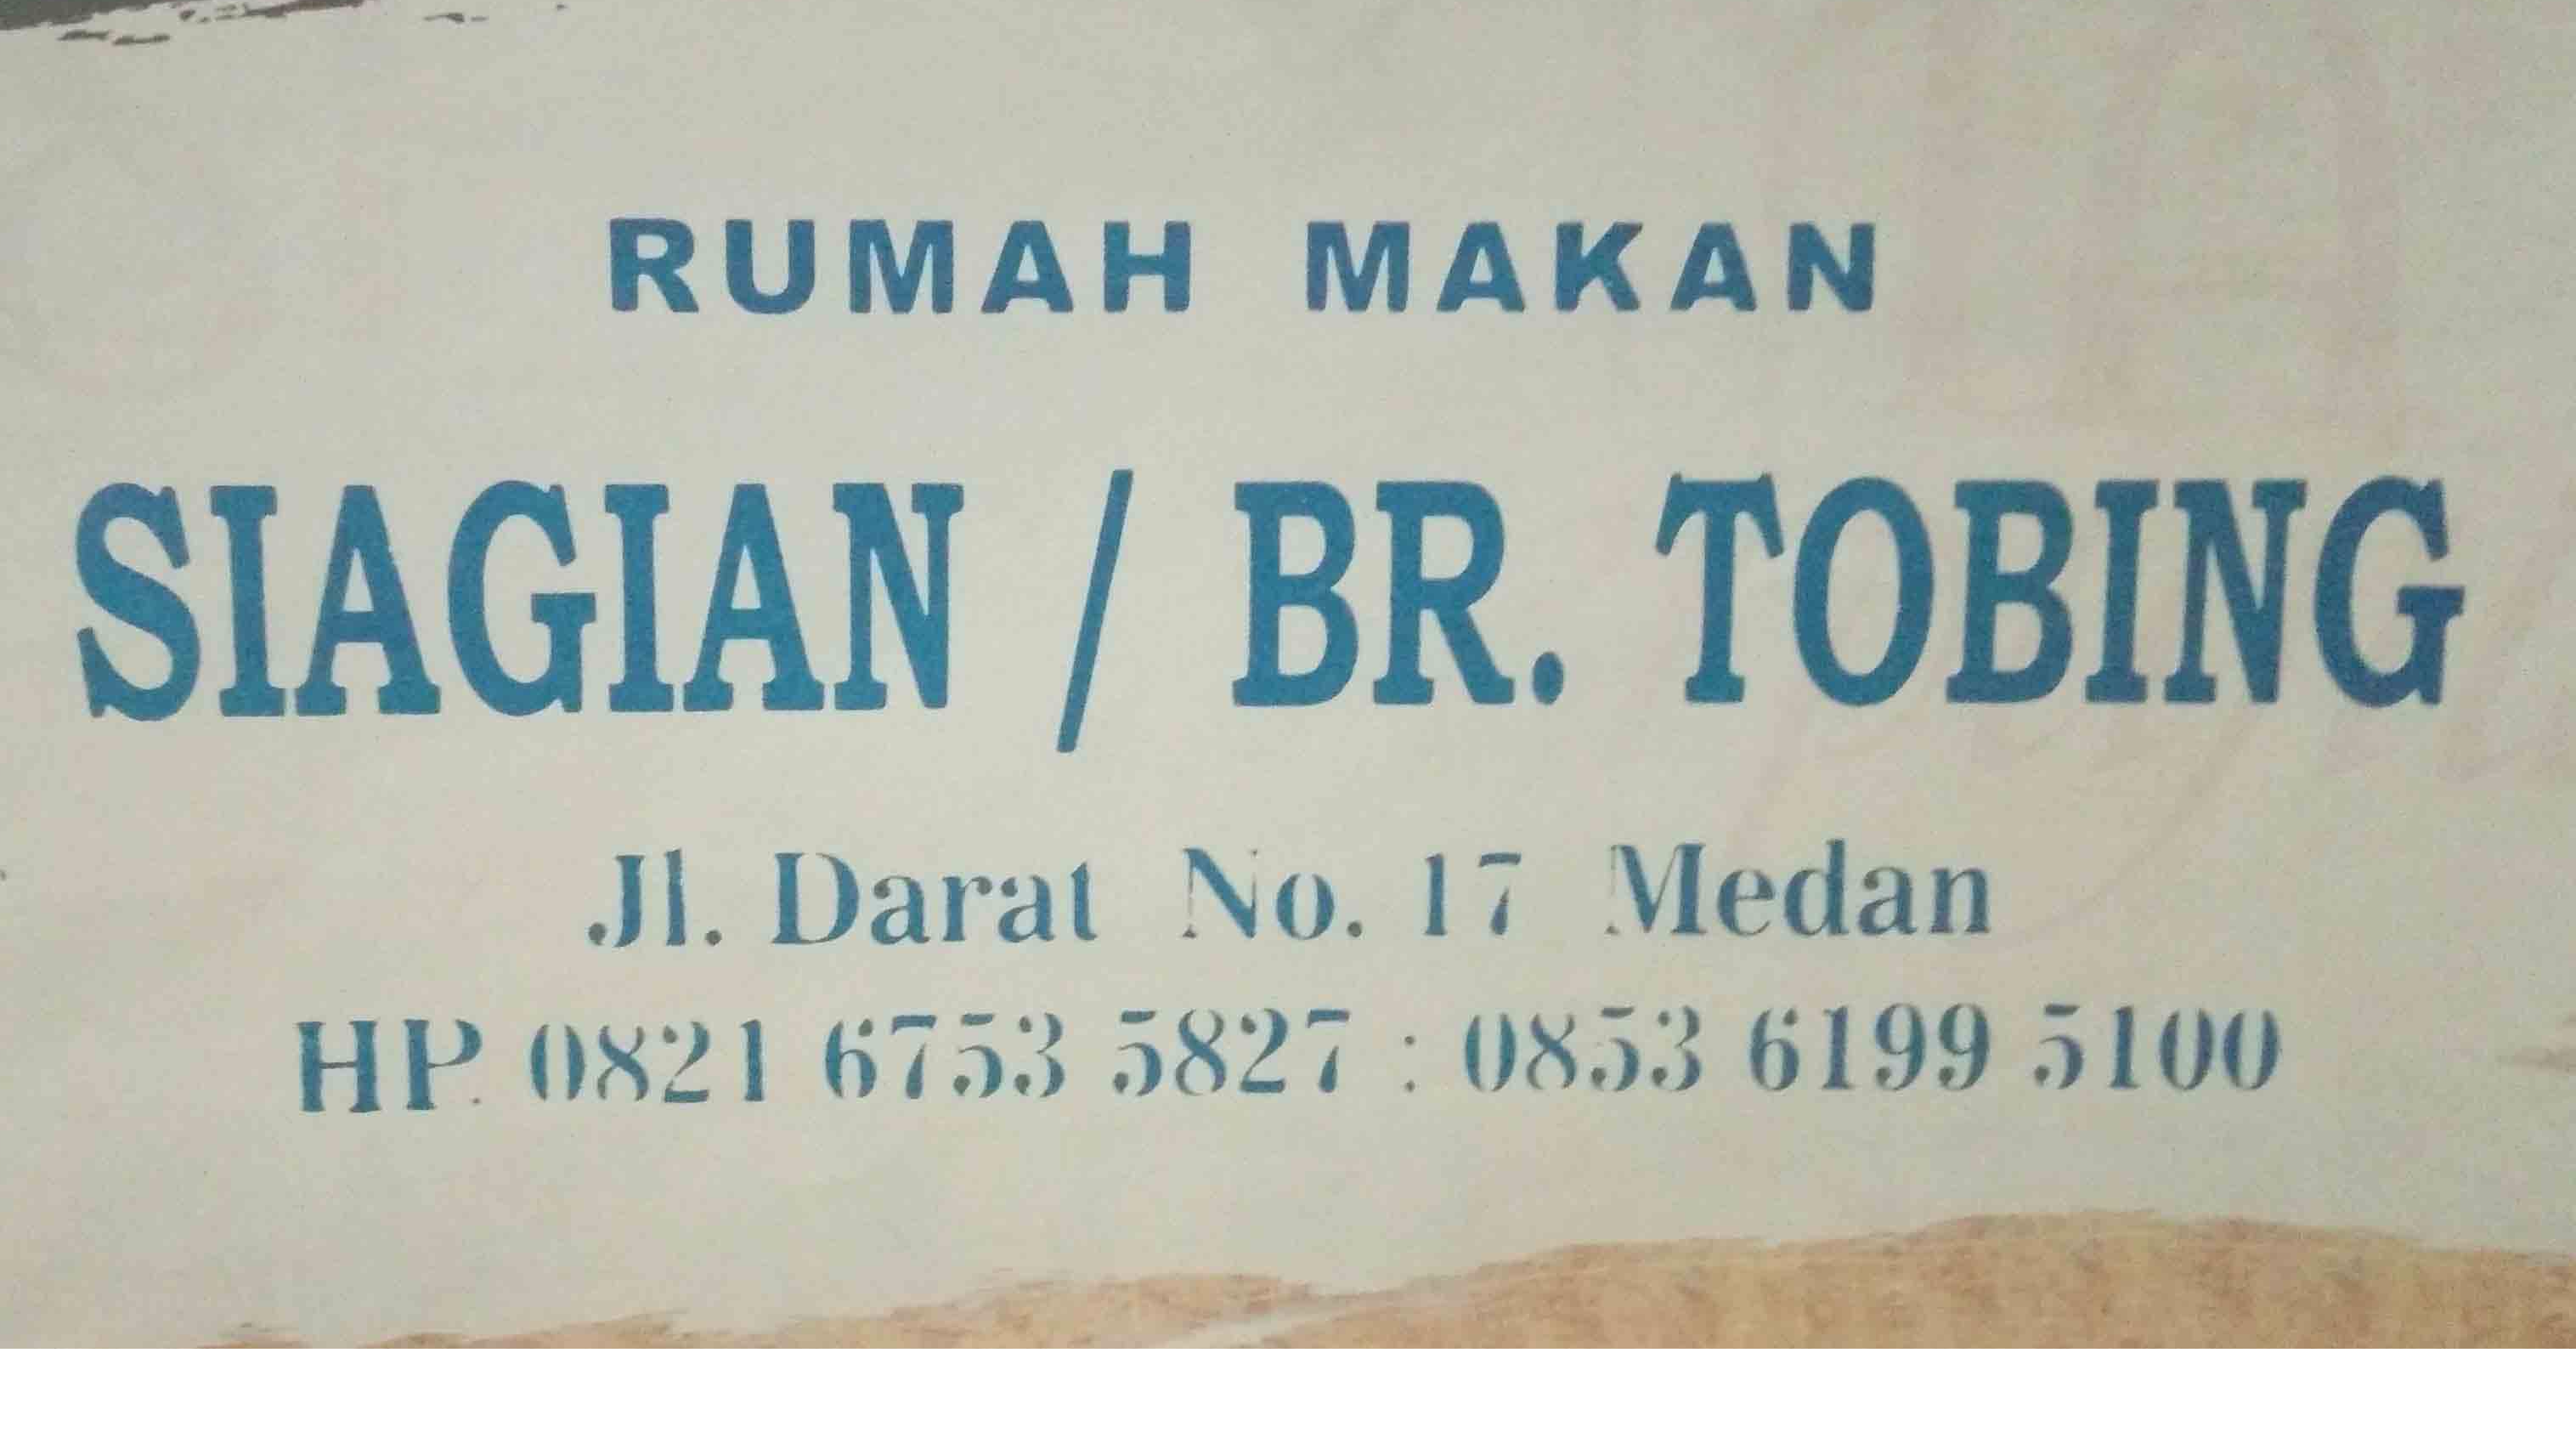 RUMAH MAKAN
SIAGIAN / BR. TOBING
Jl. Darat No. 17 Medan
HP. 0821 6753 5827 : 0853 6199 5100